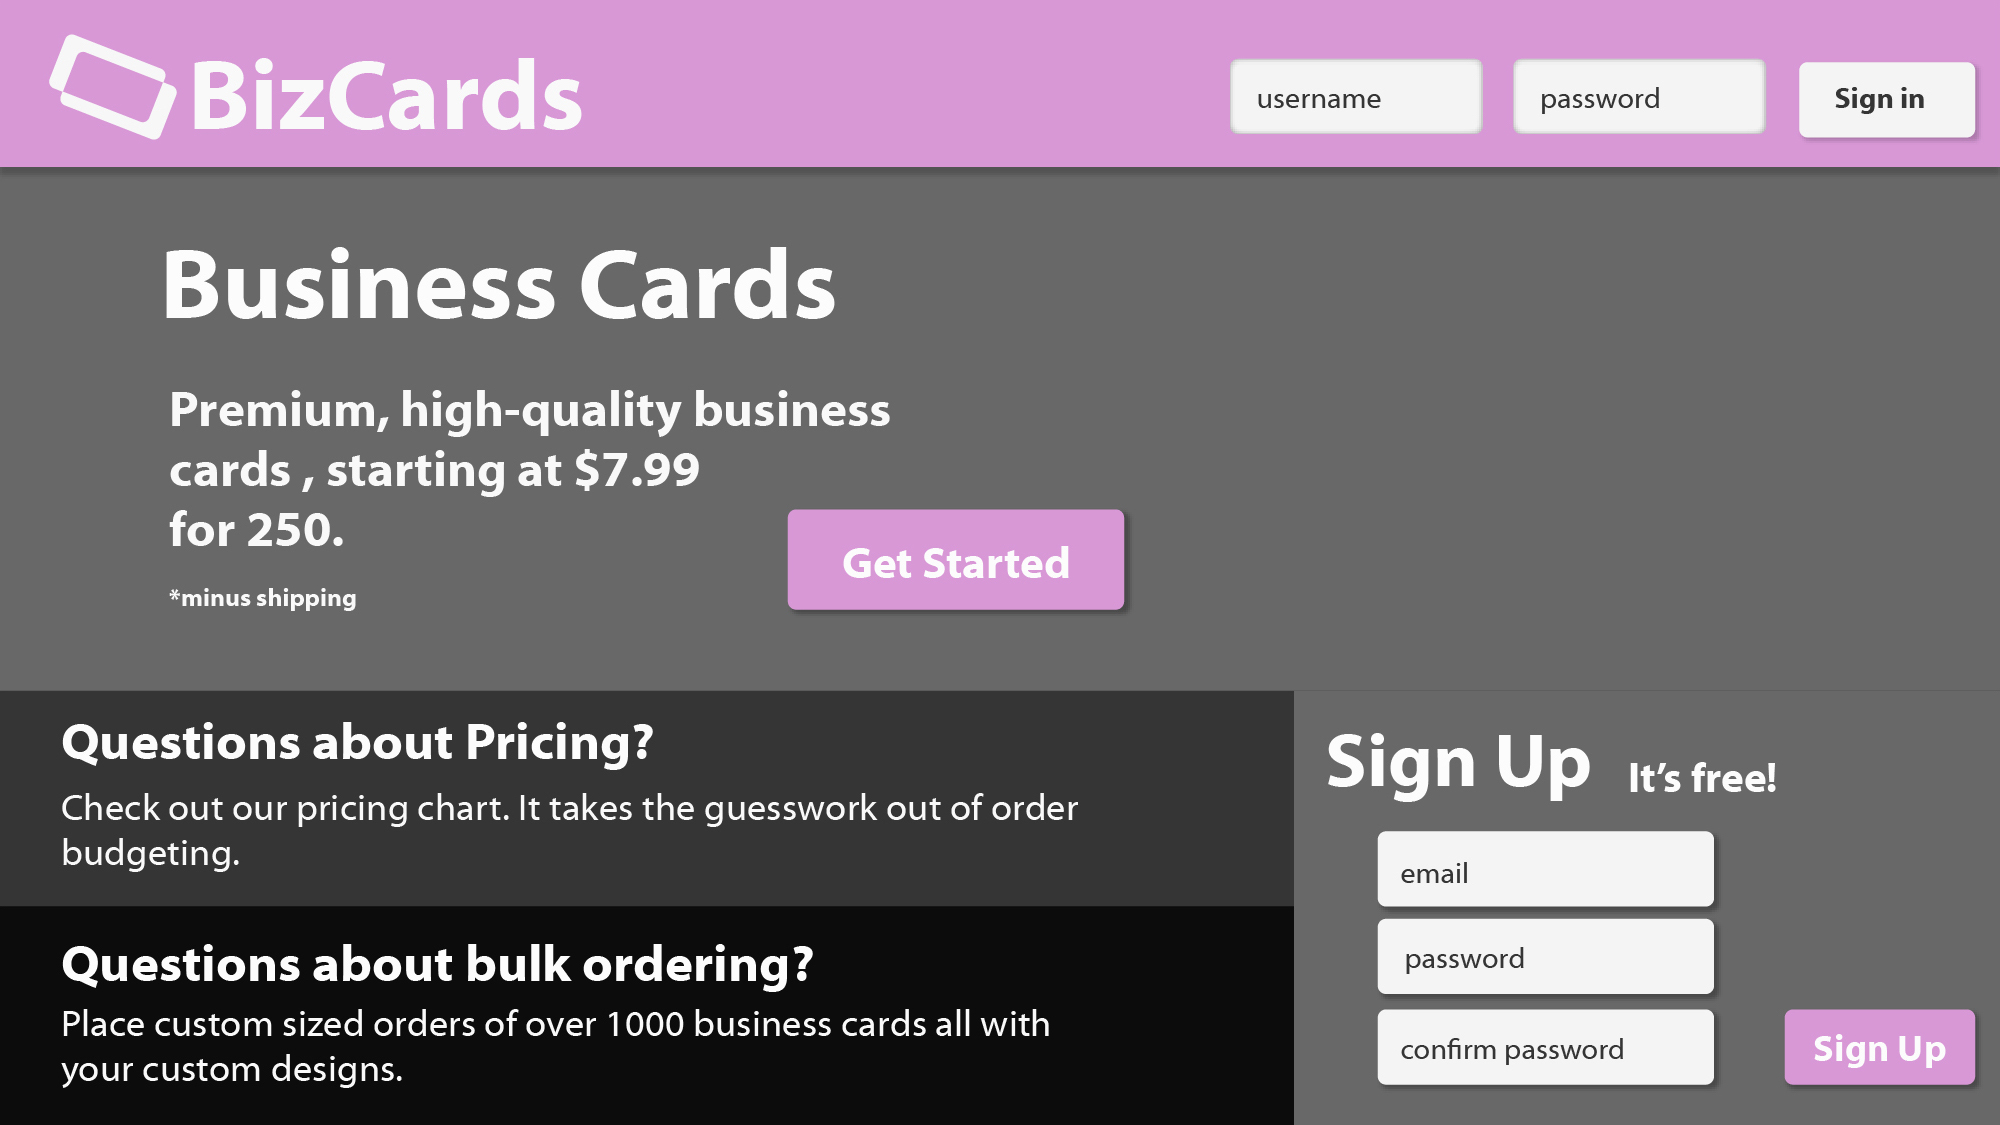 BizCards
username
password
Sign in
Business Cards
Premium, high-quality business
cards , starting at $7.99
for 250.
*minus shipping
Get Started
Questions about Pricing?
Check out our pricing chart. It takes the guesswork out of order
budgeting.
Questions about bulk ordering?
Place custom sized orders of over 1000 business cards all with
your custom designs.
Sign Up It’s free!
email
password
confirm password
Sign Up